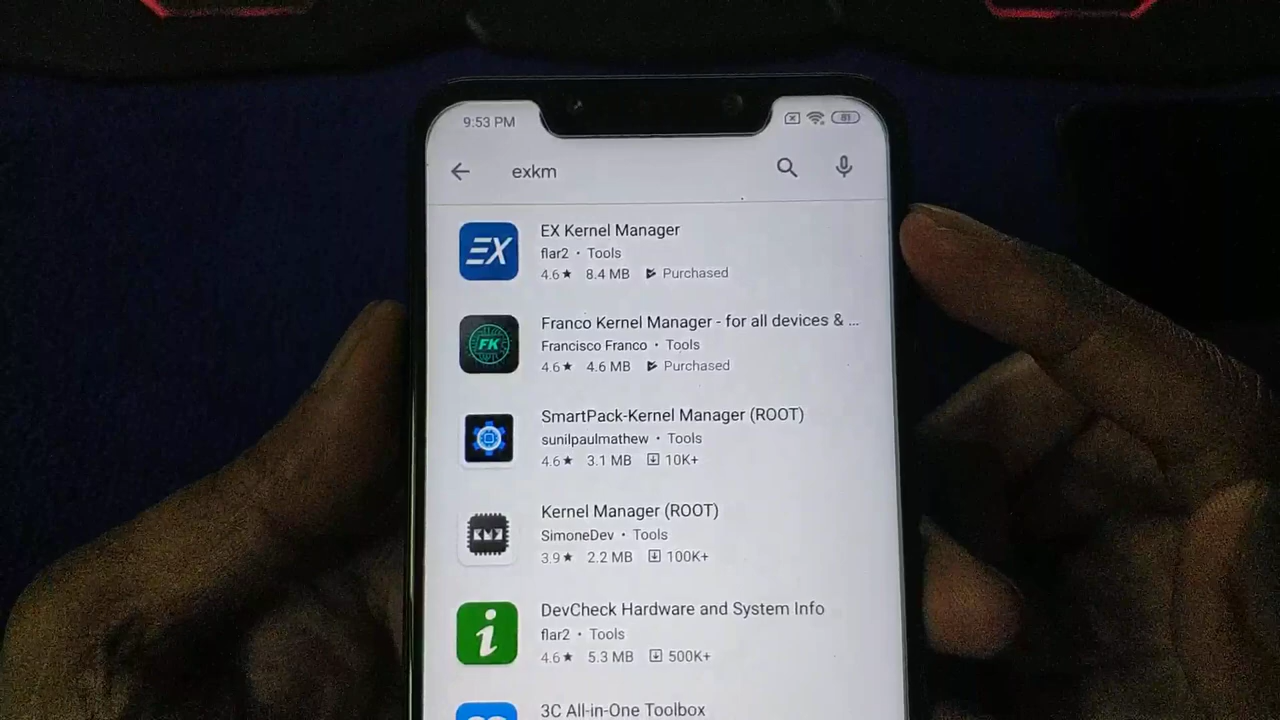 9:53 PM
81
exkm
EX
EX Kernel Manager
flar2 • Tools
4.6★ 8.4 MB Purchased
FK
Franco Kernel Manager - for all devices & ...
Francisco Franco • Tools
4.6★ 4.6 MB Purchased
SmartPack-Kernel Manager (ROOT)
sunilpaulmathew • Tools
4.6★ 3.1 MB 10K+
Kernel Manager (ROOT)
SimoneDev • Tools
3.9★ 2.2 MB 100K+
DevCheck Hardware and System Info
flar2 • Tools
4.6★ 5.3 MB 500K+
3C All-in-One Toolbox